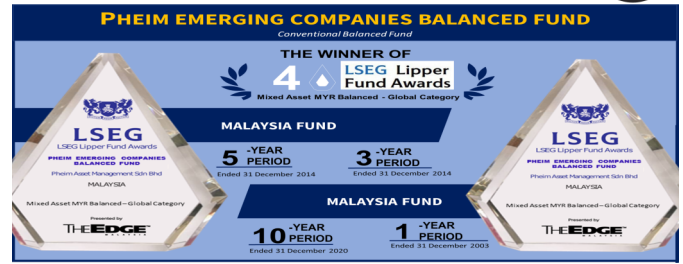 PHEIM EMERGING COMPANIES BALANCED FUND
Conventional Balanced Fund
THE WINNER OF
4 LSEG Lipper
Fund Awards
Mixed Asset MYR Balanced - Global Category
MALAYSIA FUND
5 -YEAR PERIOD
Ended 31 December 2014
3 -YEAR PERIOD
Ended 31 December 2014
MALAYSIA FUND
10 -YEAR PERIOD
Ended 31 December 2020
1 -YEAR PERIOD
Ended 31 December 2003
LSEG
LSEG Lipper Fund Awards
PHEIM EMERGING COMPANIES
BALANCED FUND
Pheim Asset Management Sdn Bhd
MALAYSIA
Mixed Asset MYR Balanced—Global Category
Presented by
THEEDGE
MALAYSIA
LSEG
LSEG Lipper Fund Awards
PHEIM EMERGING COMPANIES
BALANCED FUND
Pheim Asset Management Sdn Bhd
MALAYSIA
Mixed Asset MYR Balanced—Global Category
Presented by
THEEDGE
MALAYSIA